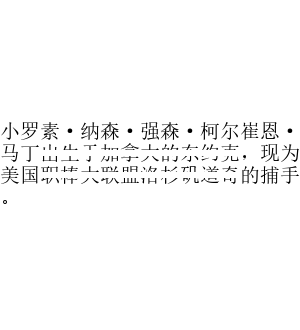 小罗素·纳森·强森·柯尔崔恩·
马丁出生于加拿大的东约克，现为
美国职棒大联盟洛杉矶道奇的捕手
。